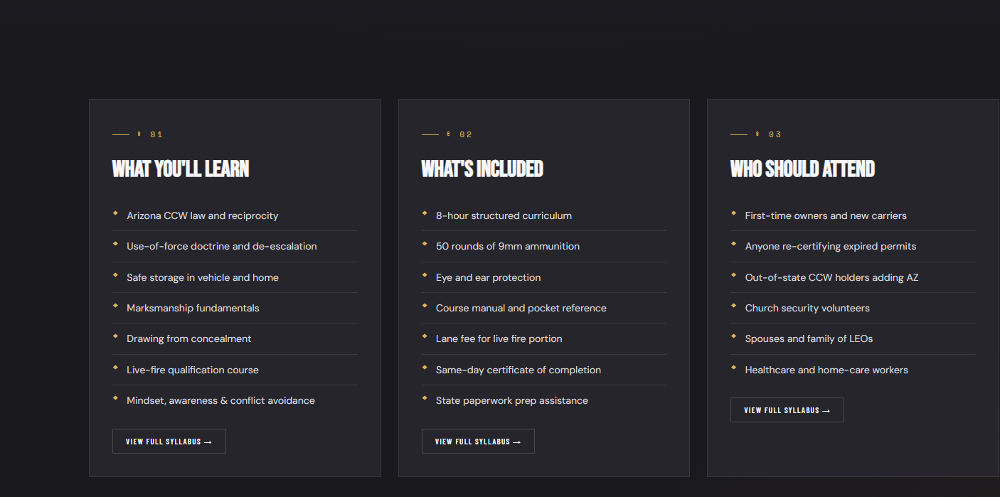 § 01
WHAT YOU'LL LEARN
Arizona CCW law and reciprocity
Use-of-force doctrine and de-escalation
Safe storage in vehicle and home
Marksmanship fundamentals
Drawing from concealment
Live-fire qualification course
Mindset, awareness & conflict avoidance
VIEW FULL SYLLABUS →
§ 02
WHAT'S INCLUDED
8-hour structured curriculum
50 rounds of 9mm ammunition
Eye and ear protection
Course manual and pocket reference
Lane fee for live fire portion
Same-day certificate of completion
State paperwork prep assistance
VIEW FULL SYLLABUS →
§ 03
WHO SHOULD ATTEND
First-time owners and new carriers
Anyone re-certifying expired permits
Out-of-state CCW holders adding AZ
Church security volunteers
Spouses and family of LEOs
Healthcare and home-care workers
VIEW FULL SYLLABUS →